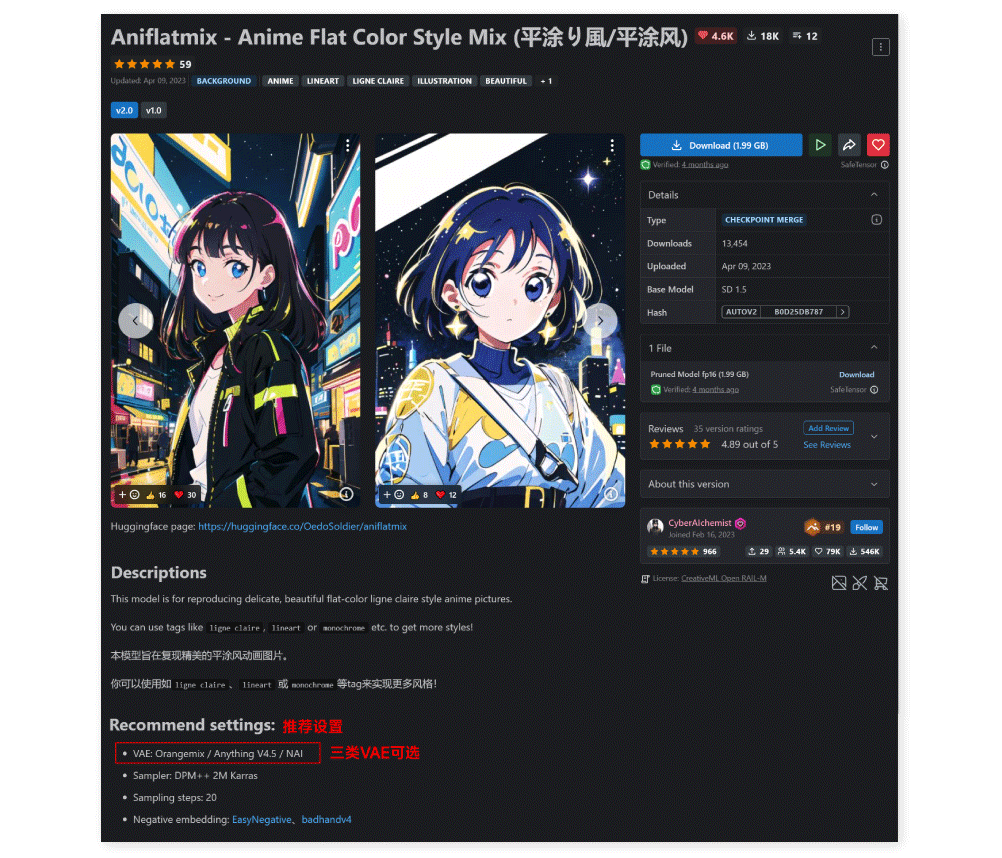 Aniflatmix - Anime Flat Color Style Mix (平涂り風/平涂风) 4.6K 18K 12
59
Updated: Apr 09, 2023 BACKGROUND ANIME LINEART LIGNE CLAIRE ILLUSTRATION BEAUTIFUL + 1
v2.0 v1.0
Download (1.99 GB)
Verified: 4 months ago SafeTensor
Details
Type CHECKPOINT MERGE
Downloads 13,454
Uploaded Apr 09, 2023
Base Model SD 1.5
Hash AUTOV2 B0D25DB787
1 File
Pruned Model fp16 (1.99 GB) Download
Verified: 4 months ago SafeTensor
Reviews 35 version ratings Add Review
4.89 out of 5 See Reviews
About this version
CyberAlchemist #19 Follow
Joined Feb 16, 2023
966 29 5.4K 79K 546K
License: CreativeML Open RAIL-M
16 30
8 12
Huggingface page: https://huggingface.co/OedoSoldier/aniflatmix
Descriptions
This model is for reproducing delicate, beautiful flat-color ligne claire style anime pictures.
You can use tags like ligne claire, lineart or monochrome etc. to get more styles!
本模型旨在复现精美的平涂风动画图片。
你可以使用如 ligne claire 、 lineart 或 monochrome 等tag来实现更多风格！
Recommend settings: 推荐设置
VAE: Orangemix / Anything V4.5 / NAI 三类VAE可选
Sampler: DPM++ 2M Karras
Sampling steps: 20
Negative embedding: EasyNegative、badhandv4